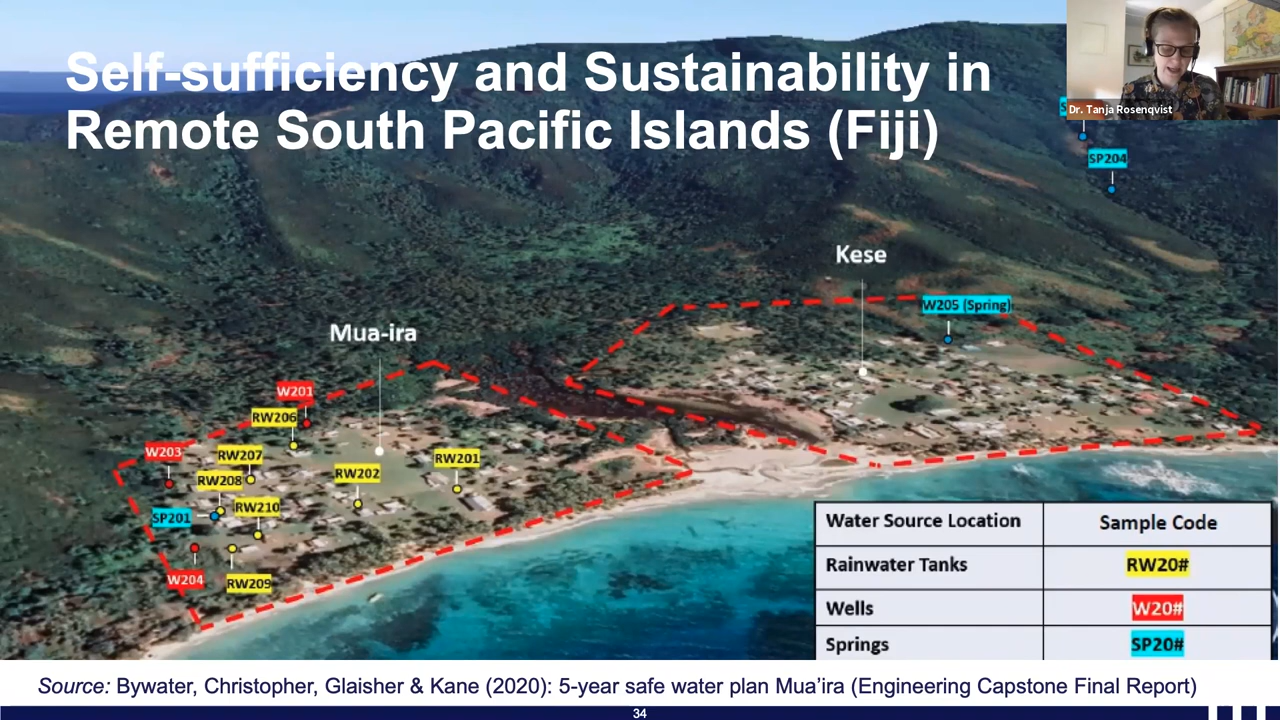 Self-sufficiency and Sustainability in
Remote South Pacific Islands (Fiji)
Dr. Tanja Rosenqvist
SP204
Kese
W205 (Spring)
Mua-ira
W201
RW206
W203
RW207
RW201
RW202
RW208
RW210
SP201
W204
RW209
Water Source Location
Sample Code
Rainwater Tanks
RW20#
Wells
W20#
Springs
SP20#
Source: Bywater, Christopher, Glaisher & Kane (2020): 5-year safe water plan Mua’ira (Engineering Capstone Final Report)
34